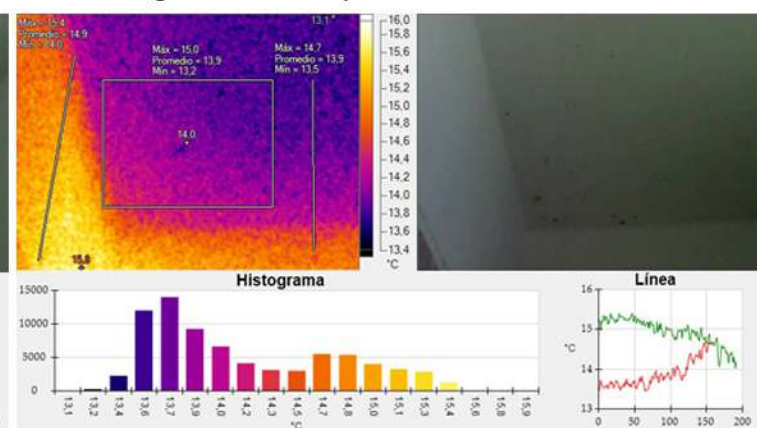 Máx = 15,4
Promedio = 14,9
Mín = 14,0
Máx = 15,0
Promedio = 13,9
Mín = 13,2
Máx = 14,7
Promedio = 13,9
Mín = 13,5
13,1
14,0
15,8
16,0
15,8
15,6
15,4
15,2
15,0
14,8
14,6
14,4
14,2
14,0
13,8
13,6
13,4
°C
Histograma
15000
10000
5000
0
13,1 13,2 13,4 13,6 13,7 13,9 14,0 14,2 14,3 14,5 14,7 14,8 15,0 15,1 15,3 15,4 15,6 15,8 15,9
°C
Línea
16
15
14
13
°C
0 50 100 150 200